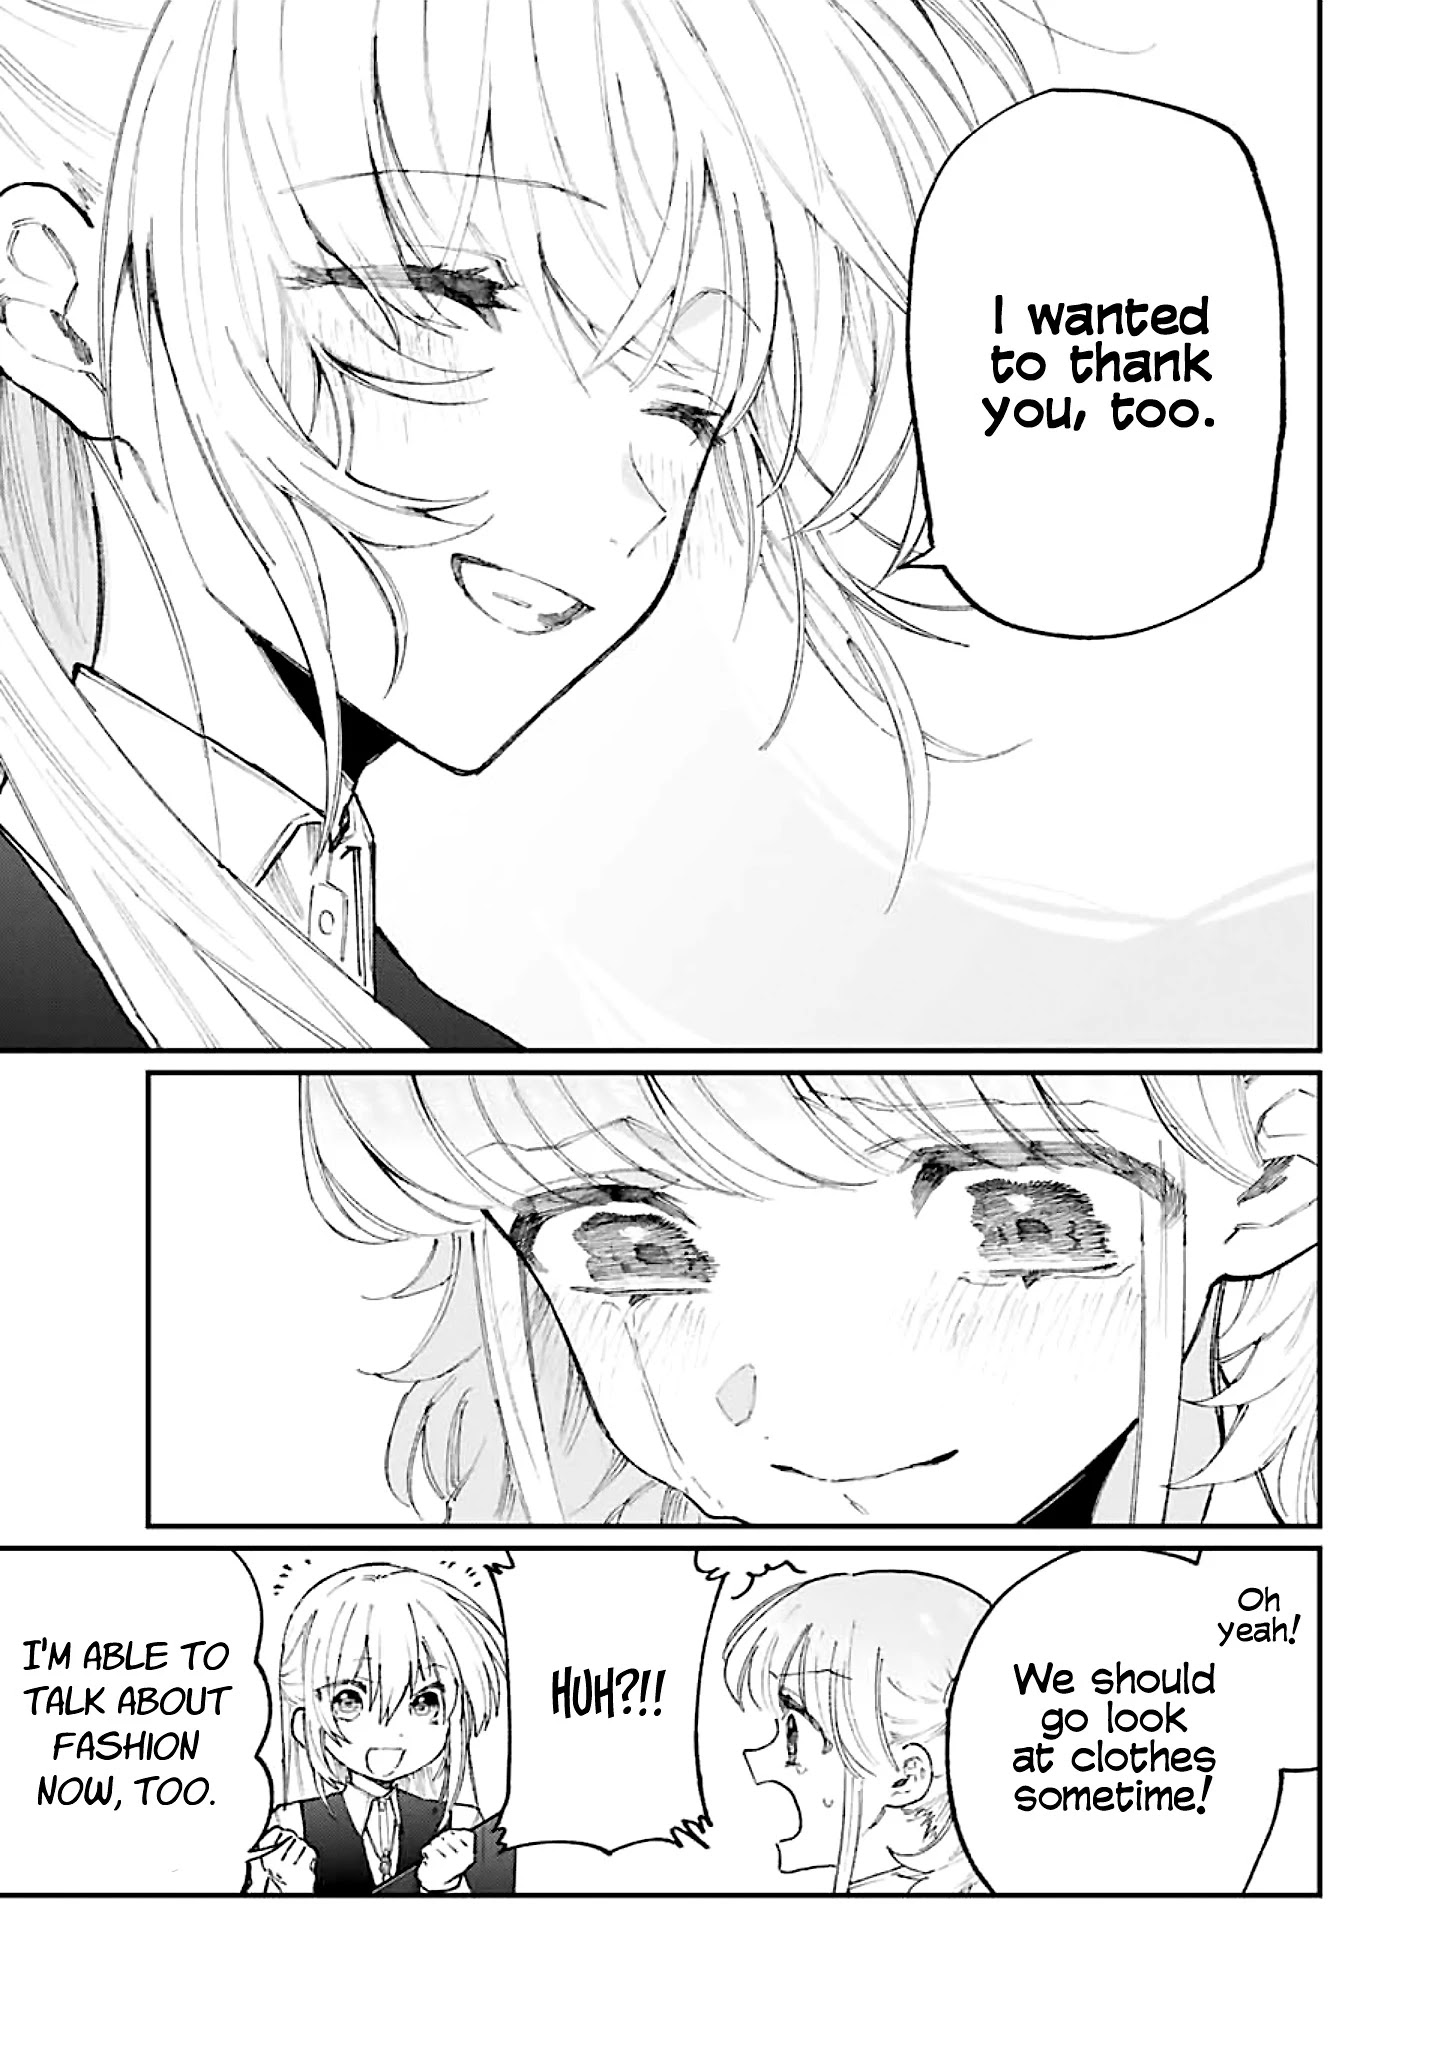 I wanted
to thank
you, too.
Oh
yeah!
We should
go look
at clothes
sometime!
HUH?!!
I'M ABLE TO
TALK ABOUT
FASHION
NOW, TOO.